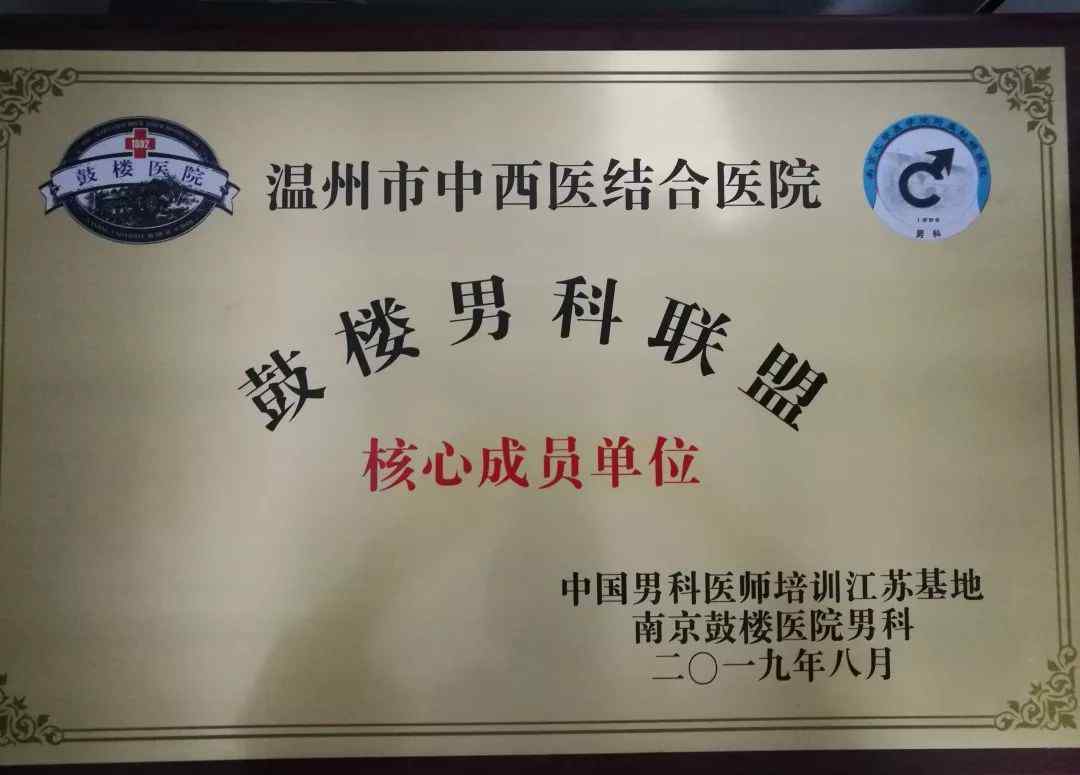 1892
鼓楼医院
温州市中西医结合医院
男科
鼓楼男科联盟
核心成员单位
中国男科医师培训江苏基地
南京鼓楼医院男科
二〇一九年八月